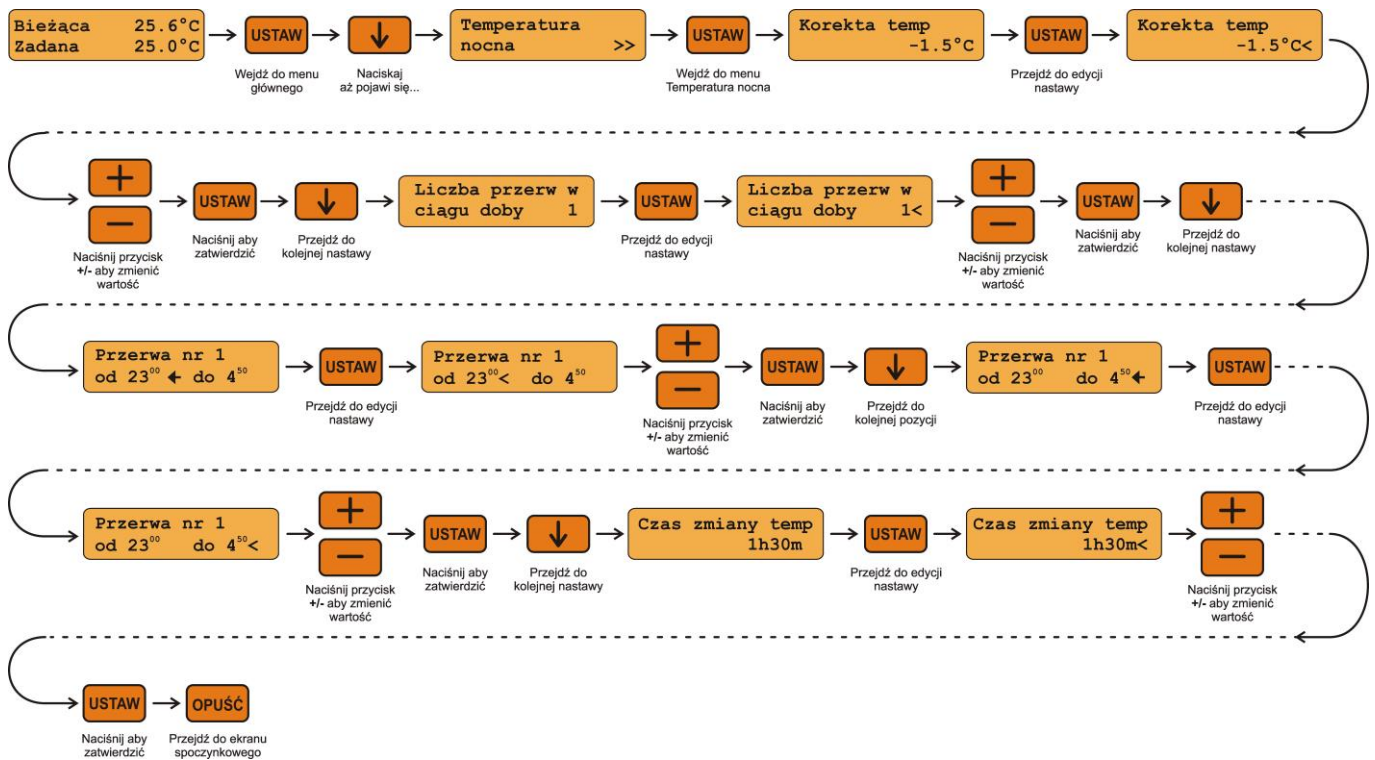 Bieżąca 25.6°C
Zadana 25.0°C
USTAW
Wejdź do menu
głównego
Naciskaj
aż pojawi się...
Temperatura
nocna >>
USTAW
Wejdź do menu
Temperatura nocna
Korekta temp
-1.5°C
USTAW
Przejdź do edycji
nastawy
Korekta temp
-1.5°C<
+
−
Naciśnij przycisk
+/- aby zmienić
wartość
USTAW
Naciśnij aby
zatwierdzić
Przejdź do
kolejnej nastawy
Liczba przerw w
ciągu doby 1
USTAW
Przejdź do edycji
nastawy
Liczba przerw w
ciągu doby 1<
+
−
Naciśnij przycisk
+/- aby zmienić
wartość
USTAW
Naciśnij aby
zatwierdzić
Przejdź do
kolejnej nastawy
Przerwa nr 1
od 23⁰⁰ ← do 4⁵⁰
USTAW
Przejdź do edycji
nastawy
Przerwa nr 1
od 23⁰⁰< do 4⁵⁰
+
−
Naciśnij przycisk
+/- aby zmienić
wartość
USTAW
Naciśnij aby
zatwierdzić
Przejdź do
kolejnej pozycji
Przerwa nr 1
od 23⁰⁰ do 4⁵⁰←
USTAW
Przejdź do edycji
nastawy
Przerwa nr 1
od 23⁰⁰ do 4⁵⁰<
+
−
Naciśnij przycisk
+/- aby zmienić
wartość
USTAW
Naciśnij aby
zatwierdzić
Przejdź do
kolejnej nastawy
Czas zmiany temp
1h30m
USTAW
Przejdź do edycji
nastawy
Czas zmiany temp
1h30m<
+
−
Naciśnij przycisk
+/- aby zmienić
wartość
USTAW
Naciśnij aby
zatwierdzić
OPUŚĆ
Przejdź do ekranu
spoczynkowego